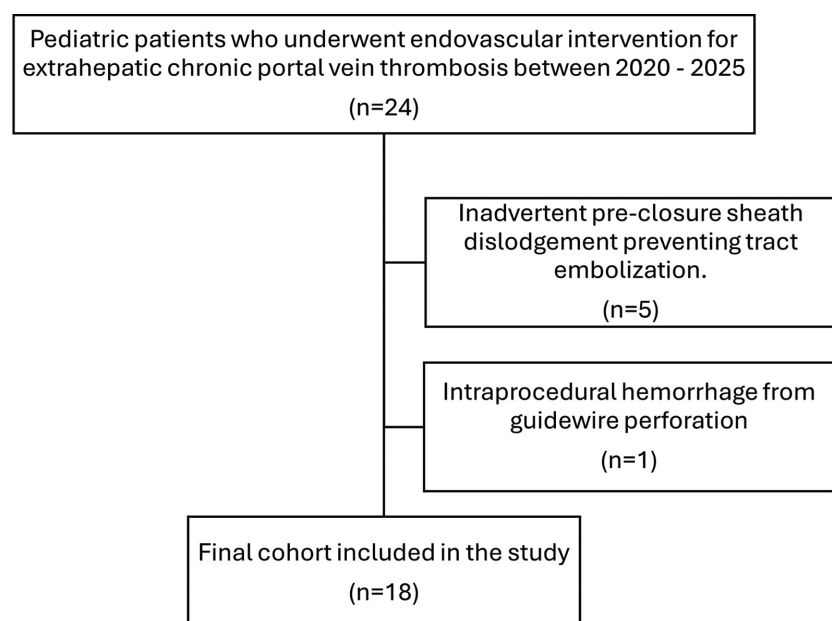 Pediatric patients who underwent endovascular intervention for
extrahepatic chronic portal vein thrombosis between 2020 - 2025
(n=24)
Inadvertent pre-closure sheath
dislodgement preventing tract
embolization.
(n=5)
Intraprocedural hemorrhage from
guidewire perforation
(n=1)
Final cohort included in the study
(n=18)